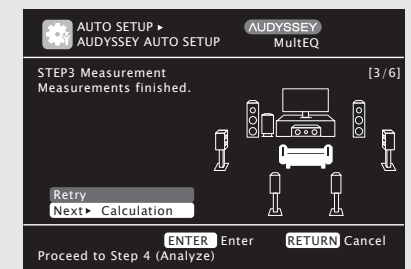 AUTO SETUP ▸
AUDYSSEY AUTO SETUP
AUDYSSEY
MultEQ
STEP3 Measurement
[3/6]
Measurements finished.
Retry
Next▸ Calculation
ENTER Enter
RETURN Cancel
Proceed to Step 4 (Analyze)